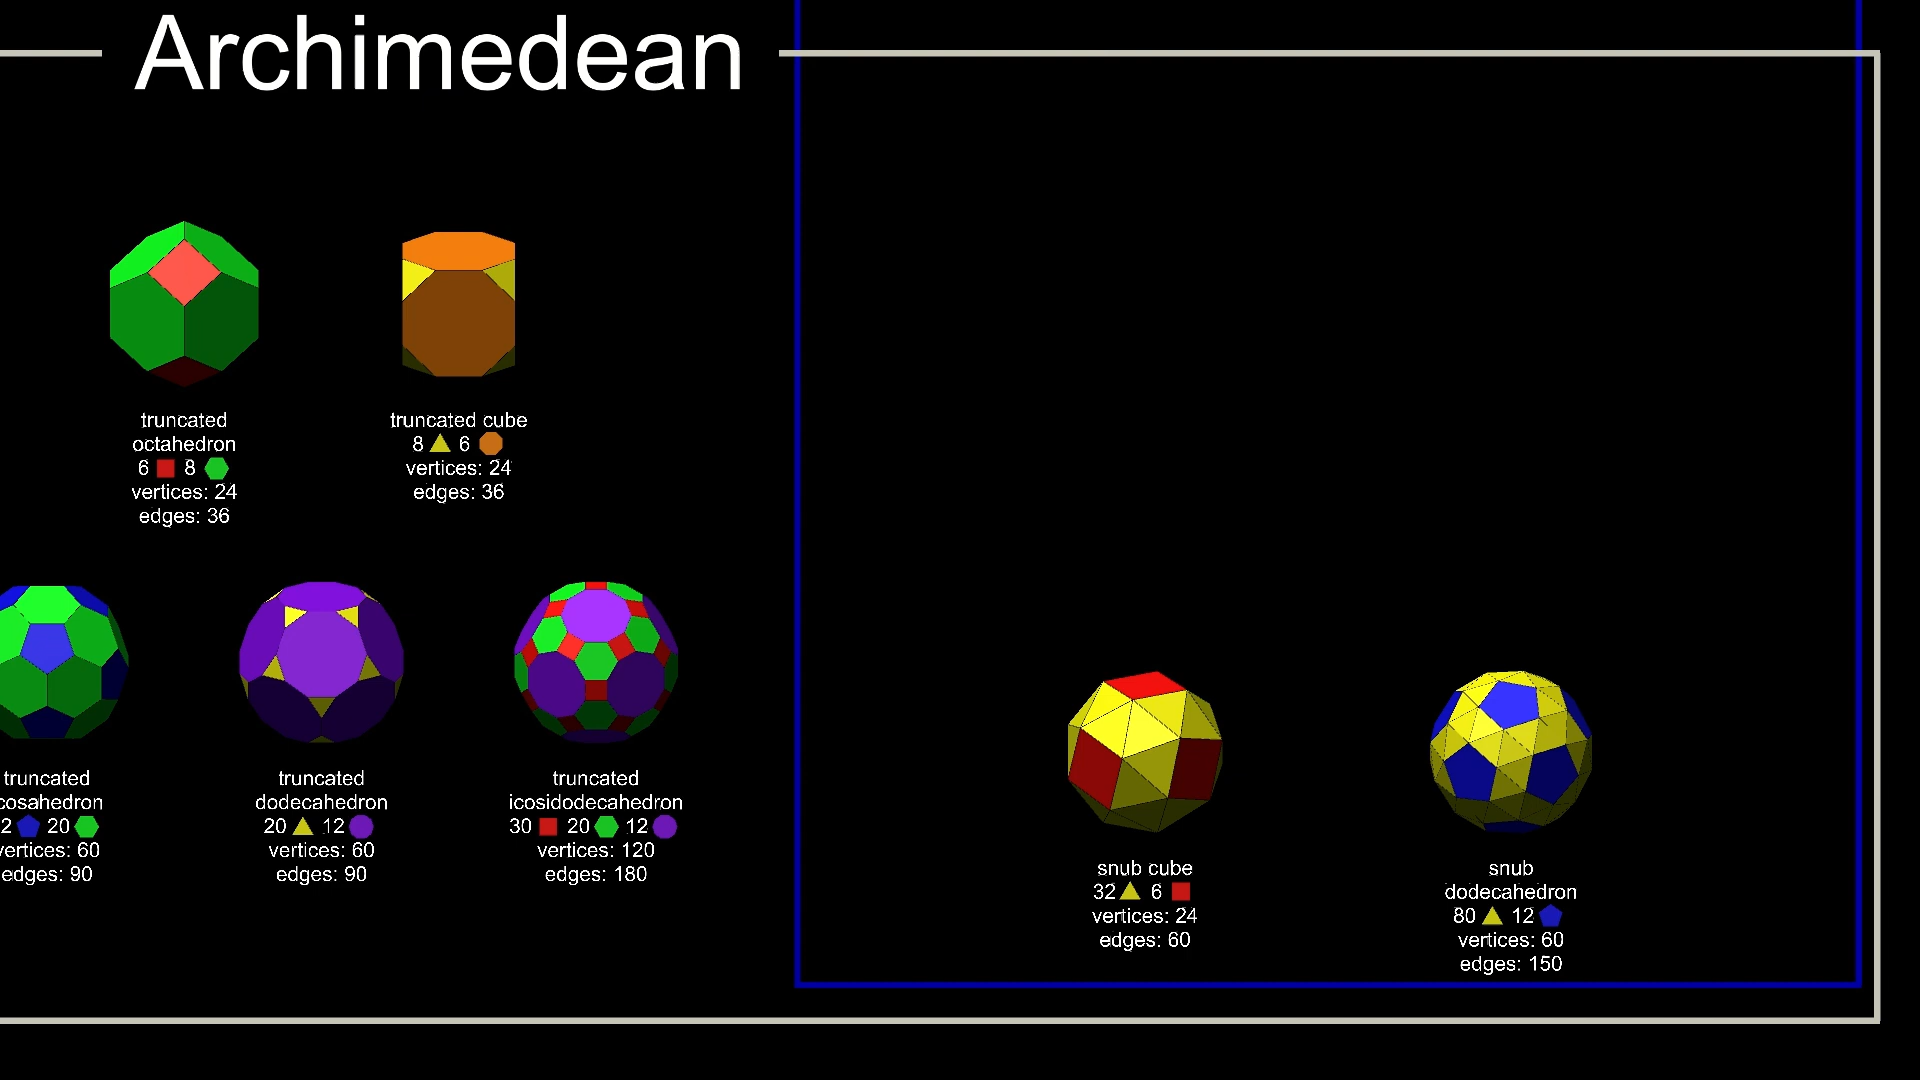 Archimedean
truncated
octahedron
6 8
vertices: 24
edges: 36
truncated cube
8 6
vertices: 24
edges: 36
truncated
cosahedron
2 20
vertices: 60
edges: 90
truncated
dodecahedron
20 12
vertices: 60
edges: 90
truncated
icosidodecahedron
30 20 12
vertices: 120
edges: 180
snub cube
32 6
vertices: 24
edges: 60
snub
dodecahedron
80 12
vertices: 60
edges: 150